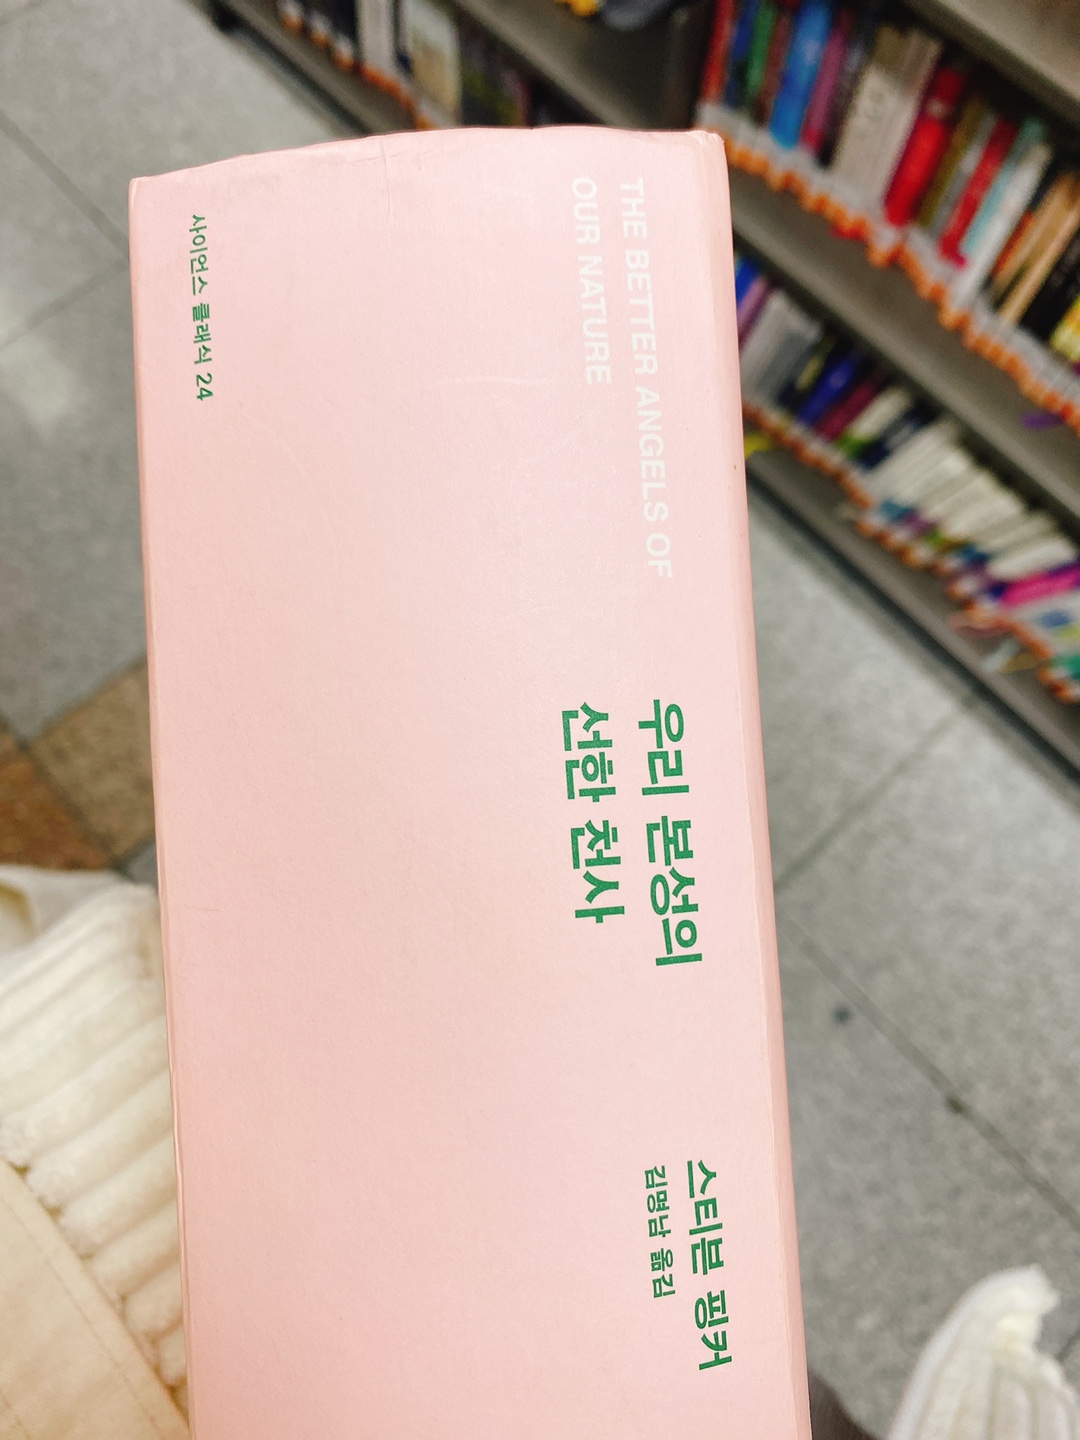 사이언스 클래식 24
THE BETTER ANGELS OF
OUR NATURE
우리 본성의
선한 천사
스티븐 핑커
김명남 옮김